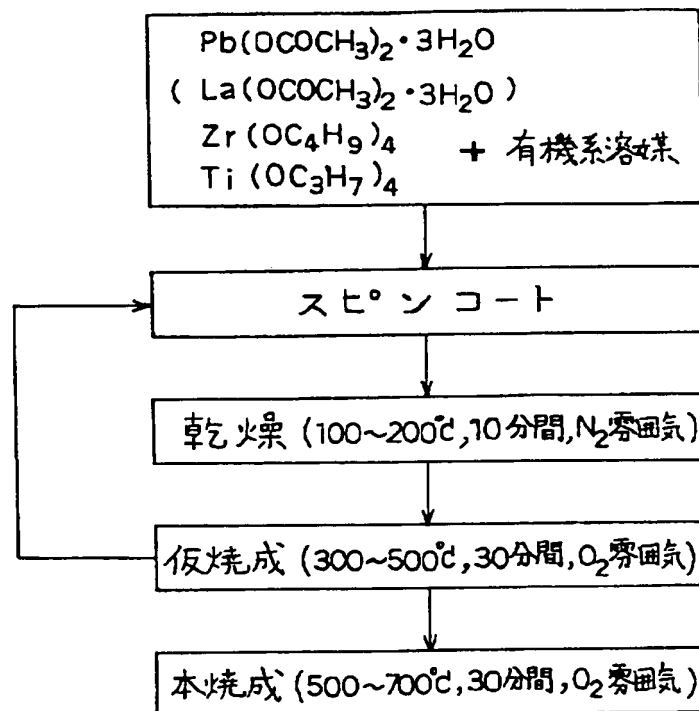 Pb(OCOCH₃)₂・3H₂O
( La(OCOCH₃)₂・3H₂O )
Zr(OC₄H₉)₄
+ 有機系溶媒
Ti(OC₃H₇)₄
スピンコート
乾燥 (100~200℃,10分間,N₂雰囲気)
仮焼成 (300~500℃,30分間,O₂雰囲気)
本焼成 (500~700℃,30分間,O₂雰囲気)